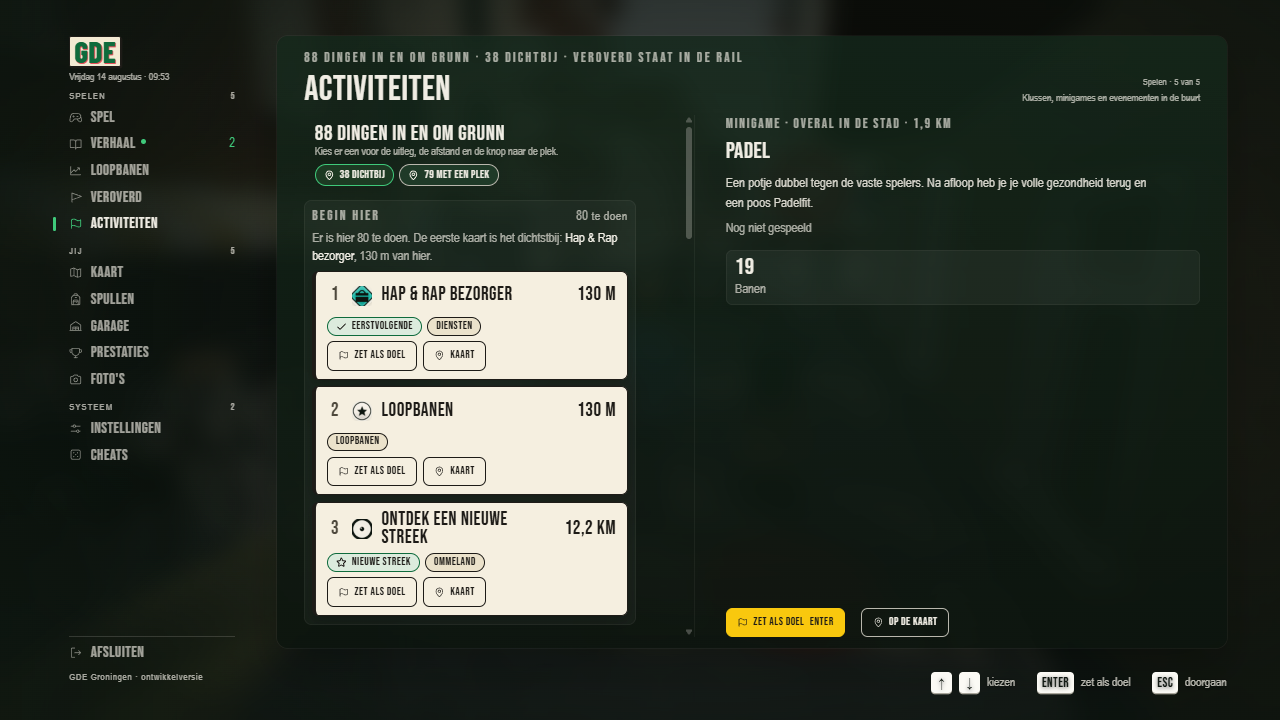 GDE
Vrijdag 14 augustus · 09:53
SPELEN 5
SPEL
VERHAAL 2
LOOPBANEN
VEROVERD
ACTIVITEITEN
JIJ 5
KAART
SPULLEN
GARAGE
PRESTATIES
FOTO'S
SYSTEEM 2
INSTELLINGEN
CHEATS
AFSLUITEN
GDE Groningen · ontwikkelversie
88 DINGEN IN EN OM GRUNN · 38 DICHTBIJ · VEROVERD STAAT IN DE RAIL
ACTIVITEITEN
Spelen · 5 van 5
Klussen, minigames en evenementen in de buurt
88 DINGEN IN EN OM GRUNN
Kies er een voor de uitleg, de afstand en de knop naar de plek.
38 DICHTBIJ 79 MET EEN PLEK
BEGIN HIER 80 te doen
Er is hier 80 te doen. De eerste kaart is het dichtstbij: Hap & Rap
bezorger, 130 m van hier.
1 HAP & RAP BEZORGER 130 M
EERSTVOLGENDE DIENSTEN
ZET ALS DOEL KAART
2 LOOPBANEN 130 M
LOOPBANEN
ZET ALS DOEL KAART
3 ONTDEK EEN NIEUWE
STREEK 12,2 KM
NIEUWE STREEK OMMELAND
ZET ALS DOEL KAART
MINIGAME · OVERAL IN DE STAD · 1,9 KM
PADEL
Een potje dubbel tegen de vaste spelers. Na afloop heb je je volle gezondheid terug en
een poos Padelfit.
Nog niet gespeeld
19
Banen
ZET ALS DOEL ENTER OP DE KAART
↑ ↓ kiezen ENTER zet als doel ESC doorgaan